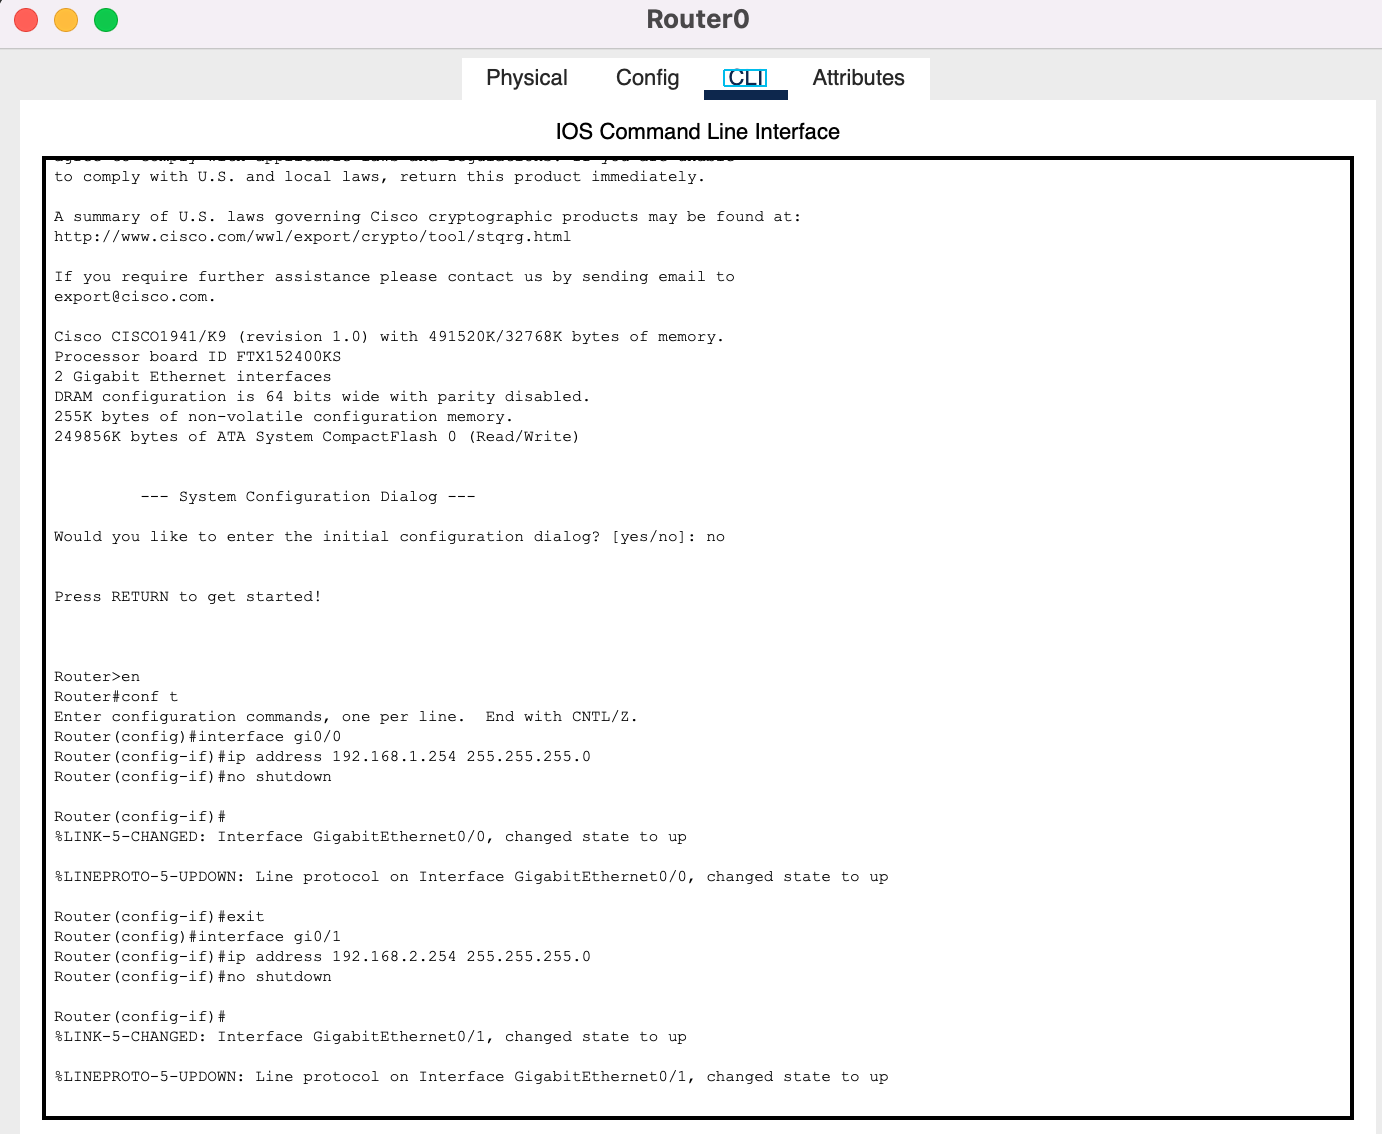 Router0
Physical Config CLI Attributes
IOS Command Line Interface
to comply with U.S. and local laws, return this product immediately.
A summary of U.S. laws governing Cisco cryptographic products may be found at:
http://www.cisco.com/wwl/export/crypto/tool/stqrg.html
If you require further assistance please contact us by sending email to
export@cisco.com.
Cisco CISCO1941/K9 (revision 1.0) with 491520K/32768K bytes of memory.
Processor board ID FTX152400KS
2 Gigabit Ethernet interfaces
DRAM configuration is 64 bits wide with parity disabled.
255K bytes of non-volatile configuration memory.
249856K bytes of ATA System CompactFlash 0 (Read/Write)
--- System Configuration Dialog ---
Would you like to enter the initial configuration dialog? [yes/no]: no
Press RETURN to get started!
Router>en
Router#conf t
Enter configuration commands, one per line.  End with CNTL/Z.
Router(config)#interface gi0/0
Router(config-if)#ip address 192.168.1.254 255.255.255.0
Router(config-if)#no shutdown
Router(config-if)#
%LINK-5-CHANGED: Interface GigabitEthernet0/0, changed state to up
%LINEPROTO-5-UPDOWN: Line protocol on Interface GigabitEthernet0/0, changed state to up
Router(config-if)#exit
Router(config)#interface gi0/1
Router(config-if)#ip address 192.168.2.254 255.255.255.0
Router(config-if)#no shutdown
Router(config-if)#
%LINK-5-CHANGED: Interface GigabitEthernet0/1, changed state to up
%LINEPROTO-5-UPDOWN: Line protocol on Interface GigabitEthernet0/1, changed state to up